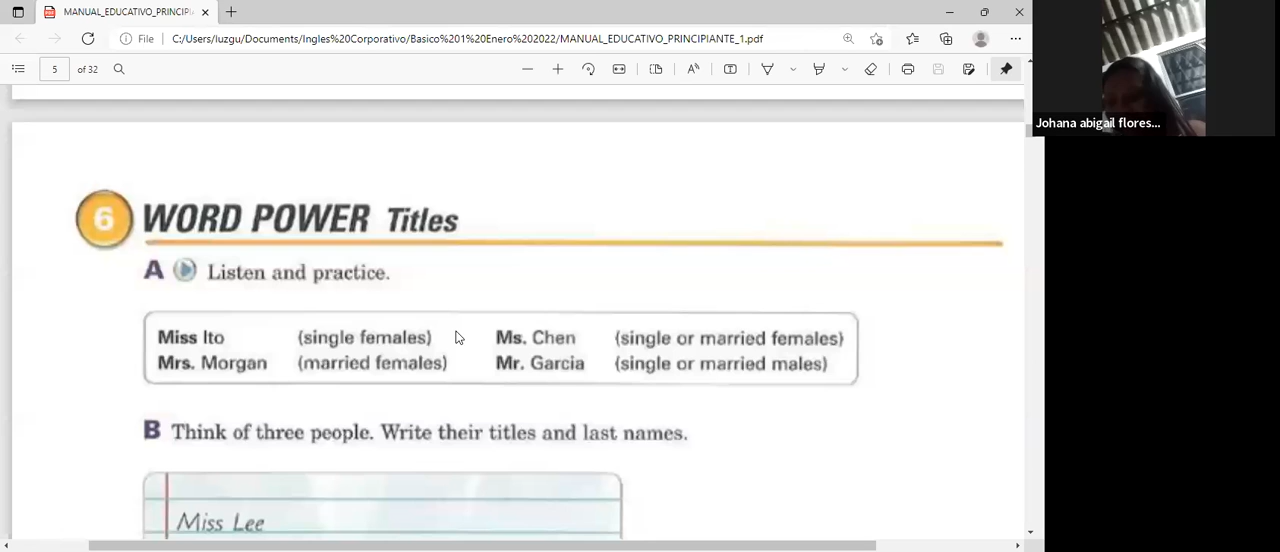 MANUAL_EDUCATIVO_PRINCIPI
File C:/Users/luzgu/Documents/Ingles%20Corporativo/Basico%201%20Enero%202022/MANUAL_EDUCATIVO_PRINCIPIANTE_1.pdf
5 of 32
Johana abigail flores...
6 WORD POWER Titles
A Listen and practice.
Miss Ito (single females) Ms. Chen (single or married females)
Mrs. Morgan (married females) Mr. Garcia (single or married males)
B Think of three people. Write their titles and last names.
Miss Lee